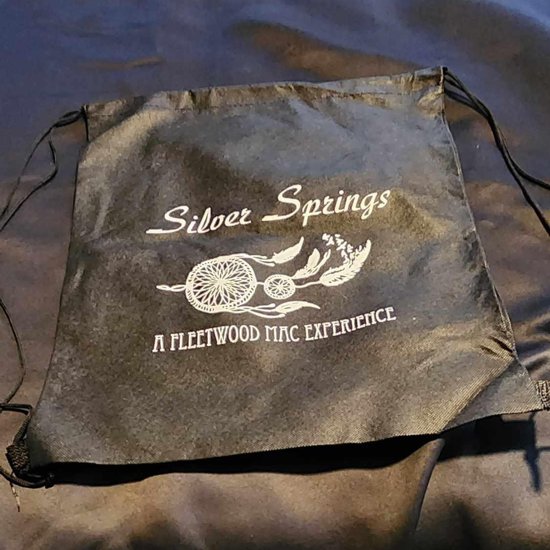 Silver Springs
A FLEETWOOD MAC EXPERIENCE